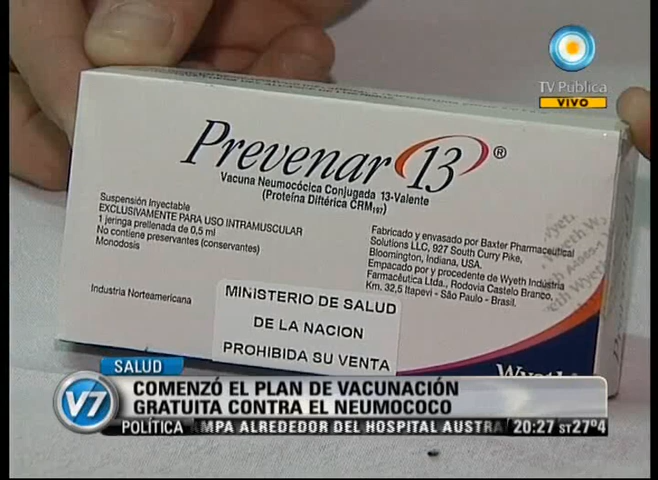 TV Pública
VIVO
Prevenar 13®
Vacuna Neumocócica Conjugada 13-Valente
(Proteína Diftérica CRM197)
Suspensión Inyectable
EXCLUSIVAMENTE PARA USO INTRAMUSCULAR
1 jeringa prellenada de 0,5 ml
No contiene preservantes (conservantes)
Monodosis
Industria Norteamericana
Fabricado y envasado por Baxter Pharmaceutical
Solutions LLC, 927 South Curry Pike,
Bloomington, Indiana, USA.
Empacado por y procedente de Wyeth Indústria
Farmacêutica Ltda., Rodovia Castelo Branco,
Km. 32,5 Itapevi - São Paulo - Brasil.
MINISTERIO DE SALUD
DE LA NACION
PROHIBIDA SU VENTA
Wyeth
SALUD
V7
COMENZÓ EL PLAN DE VACUNACIÓN
GRATUITA CONTRA EL NEUMOCOCO
POLÍTICA AMPA ALREDEDOR DEL HOSPITAL AUSTRA 20:27 ST27°4